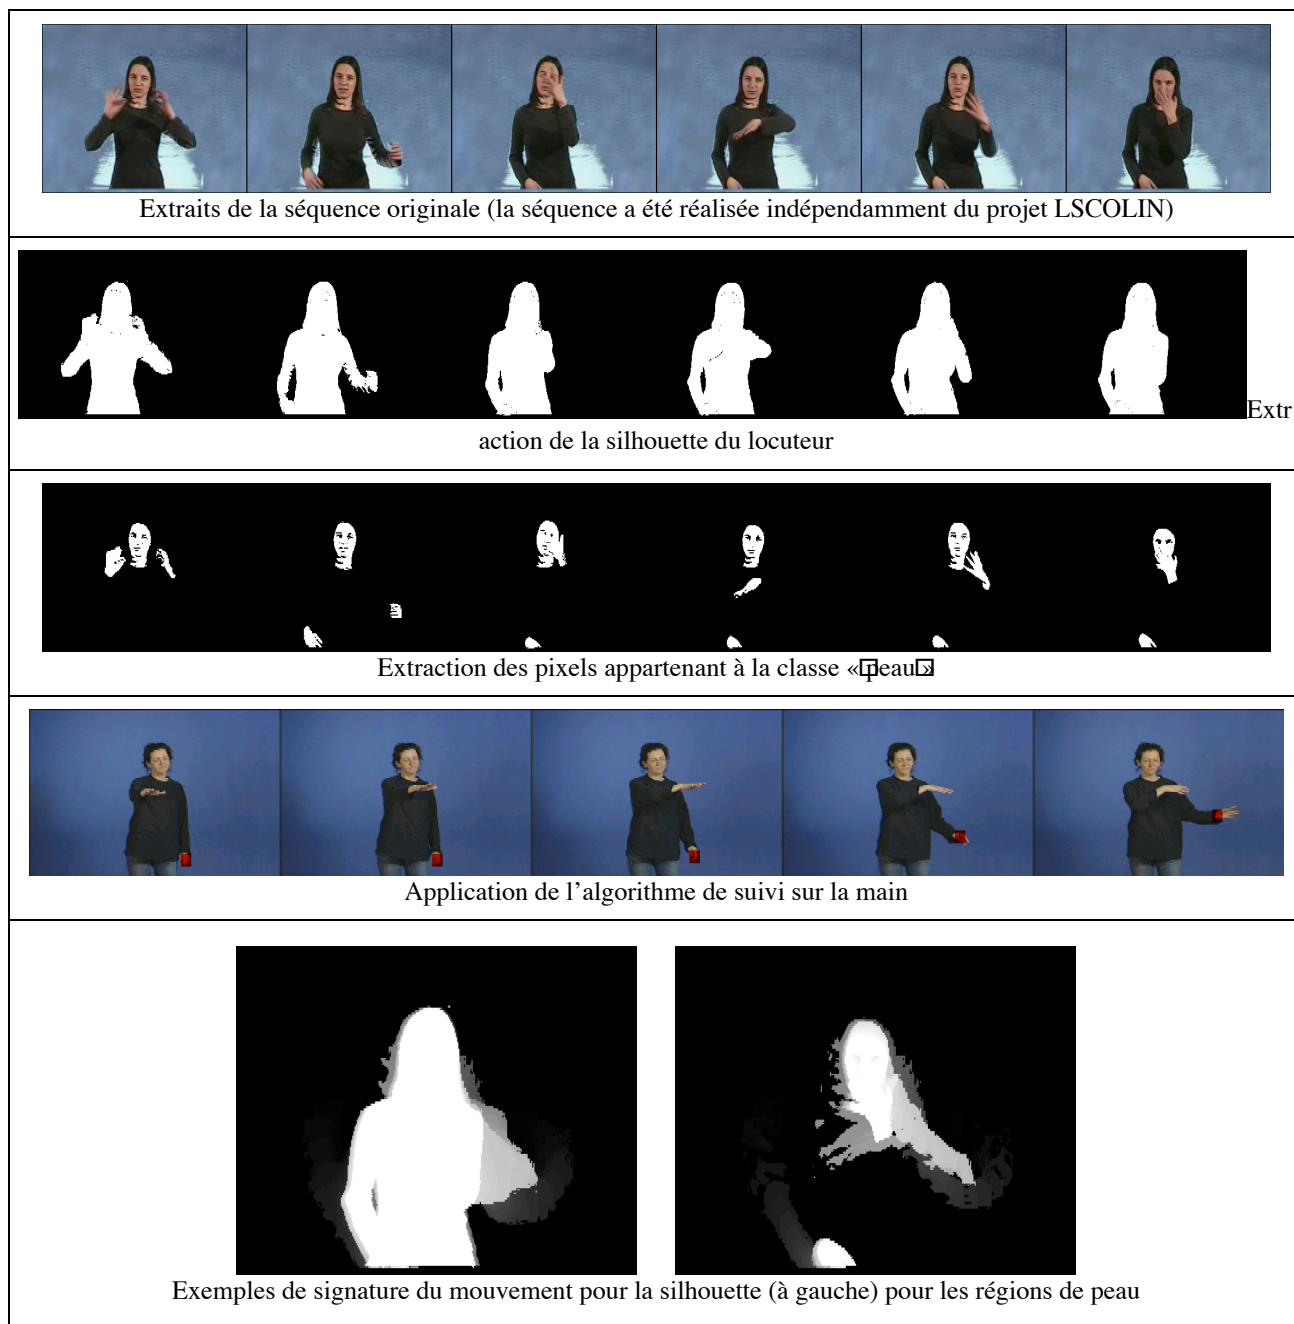 Extraits de la séquence originale (la séquence a été réalisée indépendamment du projet LSCOLIN)
Extr
action de la silhouette du locuteur
Extraction des pixels appartenant à la classe «□peau□»
Application de l’algorithme de suivi sur la main
Exemples de signature du mouvement pour la silhouette (à gauche) pour les régions de peau